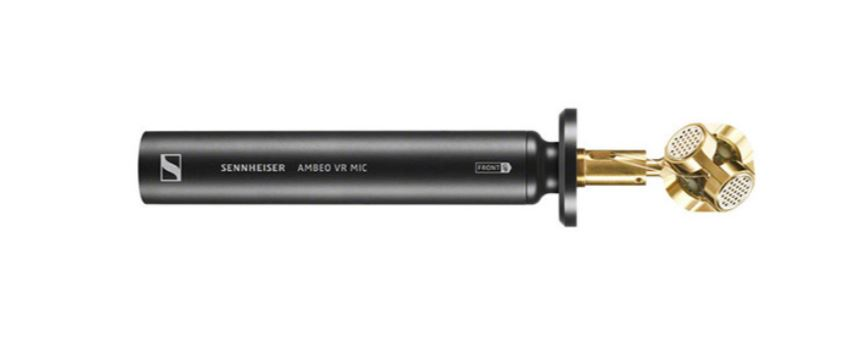 SENNHEISER AMBEO VR MIC FRONT